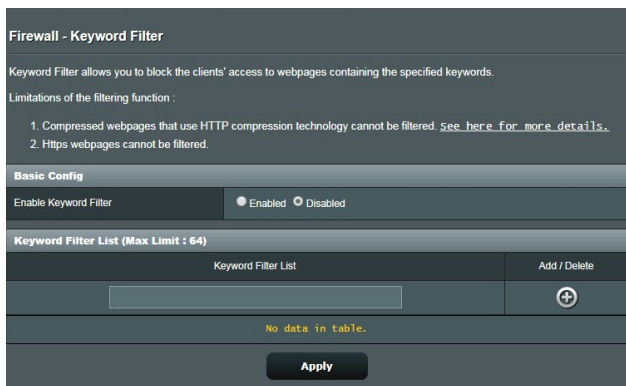 Firewall - Keyword Filter
Keyword Filter allows you to block the clients' access to webpages containing the specified keywords.
Limitations of the filtering function :
1. Compressed webpages that use HTTP compression technology cannot be filtered. See here for more details.
2. Https webpages cannot be filtered.
Basic Config
Enable Keyword Filter Enabled Disabled
Keyword Filter List (Max Limit : 64)
Keyword Filter List Add / Delete
No data in table.
Apply